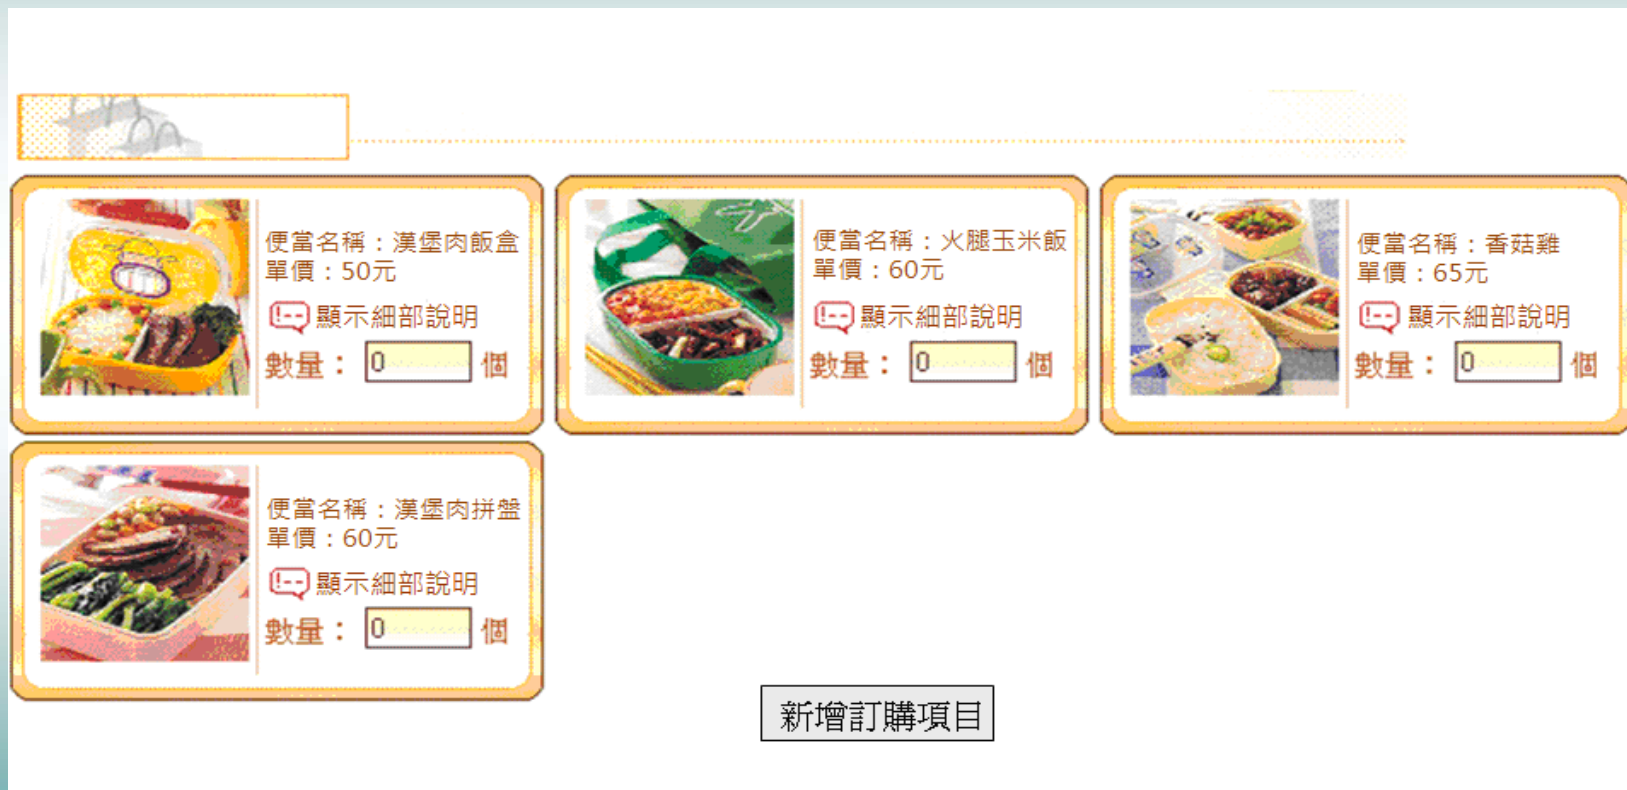 便當名稱：漢堡肉飯盒
單價：50元
顯示細部說明
數量： 0 個
便當名稱：火腿玉米飯
單價：60元
顯示細部說明
數量： 0 個
便當名稱：香菇雞
單價：65元
顯示細部說明
數量： 0 個
便當名稱：漢堡肉拼盤
單價：60元
顯示細部說明
數量： 0 個
新增訂購項目